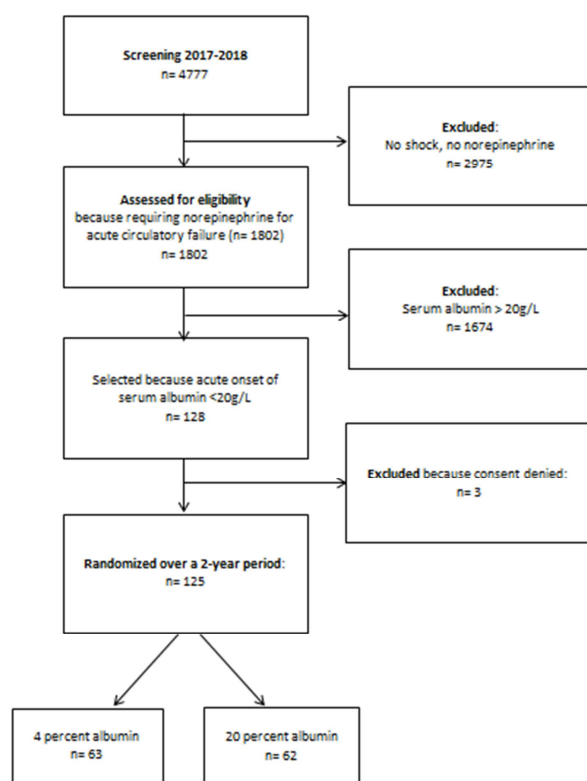 Screening 2017-2018
n= 4777
Excluded:
No shock, no norepinephrine
n= 2975
Assessed for eligibility
because requiring norepinephrine for
acute circulatory failure (n= 1802)
n= 1802
Excluded:
Serum albumin > 20g/L
n= 1674
Selected because acute onset of
serum albumin <20g/L
n= 128
Excluded because consent denied:
n= 3
Randomized over a 2-year period:
n= 125
4 percent albumin
n= 63
20 percent albumin
n= 62